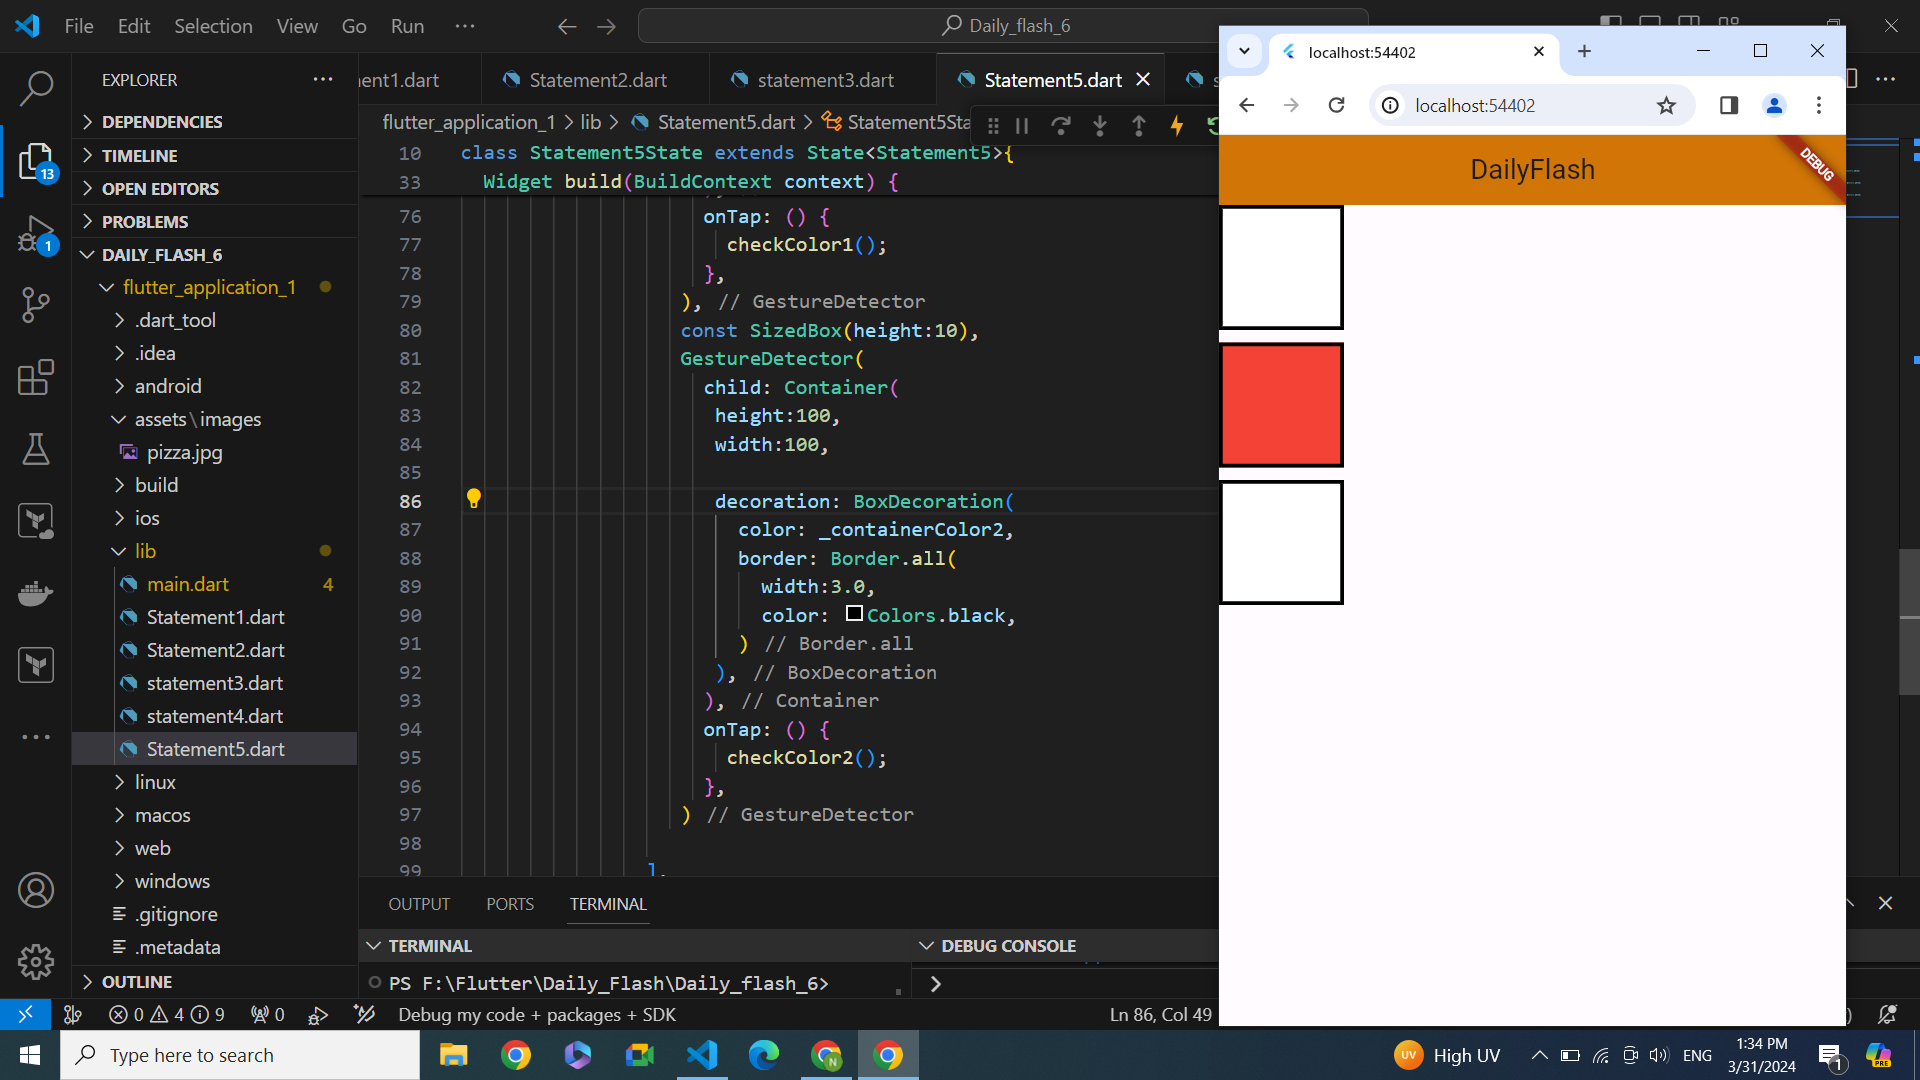 File Edit Selection View Go Run ···
Daily_flash_6
EXPLORER
DEPENDENCIES
TIMELINE
OPEN EDITORS
PROBLEMS
DAILY_FLASH_6
flutter_application_1
.dart_tool
.idea
android
assets\images
pizza.jpg
build
ios
lib
main.dart 4
Statement1.dart
Statement2.dart
statement3.dart
statement4.dart
Statement5.dart
linux
macos
web
windows
.gitignore
.metadata
OUTLINE
13
1
ent1.dart Statement2.dart statement3.dart Statement5.dart s
flutter_application_1 > lib > Statement5.dart > Statement5Sta
10 class Statement5State extends State<Statement5>{
33 Widget build(BuildContext context) {
76 onTap: () {
77 checkColor1();
78 },
79 ), // GestureDetector
80 const SizedBox(height:10),
81 GestureDetector(
82 child: Container(
83 height:100,
84 width:100,
85
86 decoration: BoxDecoration(
87 color: _containerColor2,
88 border: Border.all(
89 width:3.0,
90 color: Colors.black,
91 ) // Border.all
92 ), // BoxDecoration
93 ), // Container
94 onTap: () {
95 checkColor2();
96 },
97 ) // GestureDetector
98
99 ],
OUTPUT PORTS TERMINAL
TERMINAL
PS F:\Flutter\Daily_Flash\Daily_flash_6>
DEBUG CONSOLE
>
0 4 9 0 Debug my code + packages + SDK Ln 86, Col 49
localhost:54402
localhost:54402
DailyFlash
DEBUG
Type here to search
N
UV High UV
ENG
1:34 PM
3/31/2024
1
PRE